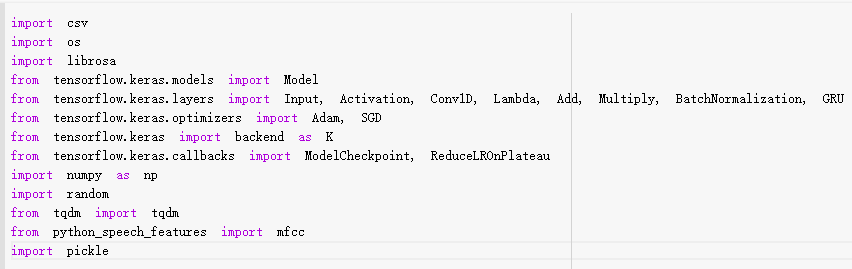 import csv
import os
import librosa
from tensorflow.keras.models import Model
from tensorflow.keras.layers import Input, Activation, Conv1D, Lambda, Add, Multiply, BatchNormalization, GRU
from tensorflow.keras.optimizers import Adam, SGD
from tensorflow.keras import backend as K
from tensorflow.keras.callbacks import ModelCheckpoint, ReduceLROnPlateau
import numpy as np
import random
from tqdm import tqdm
from python_speech_features import mfcc
import pickle